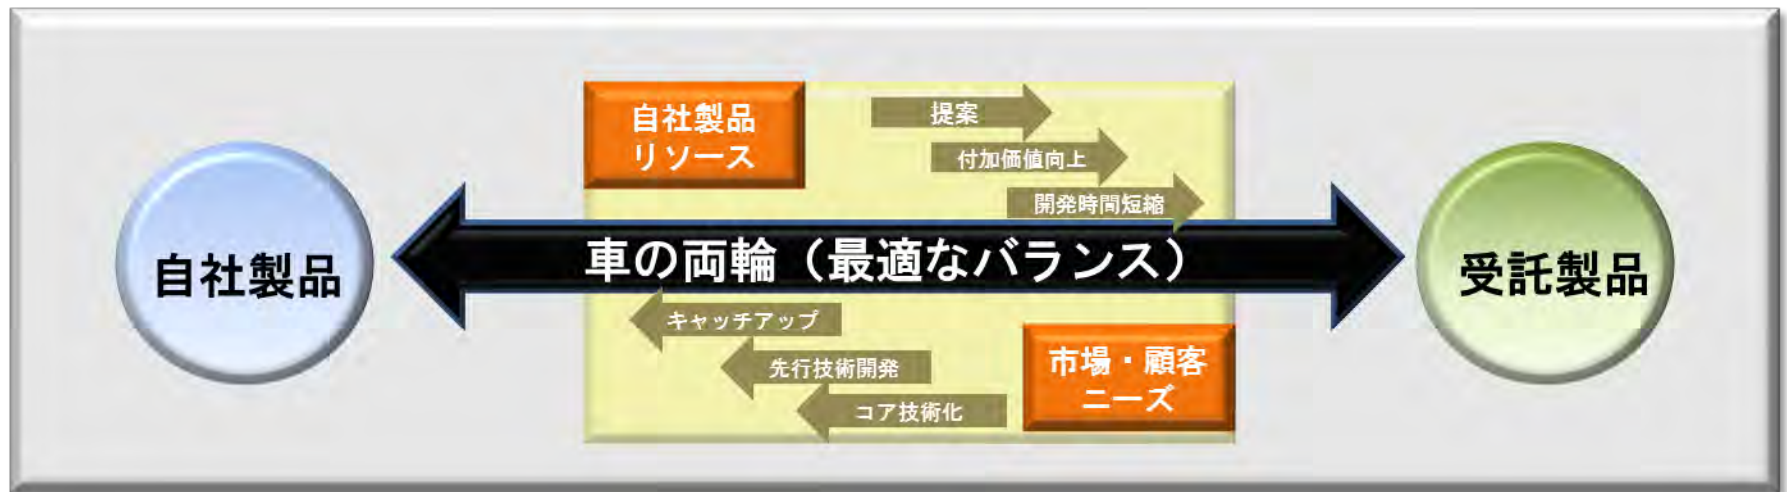 自社製品
リソース
提案
付加価値向上
開発時間短縮
自社製品
車の両輪（最適なバランス）
受託製品
キャッチアップ
先行技術開発
コア技術化
市場・顧客
ニーズ